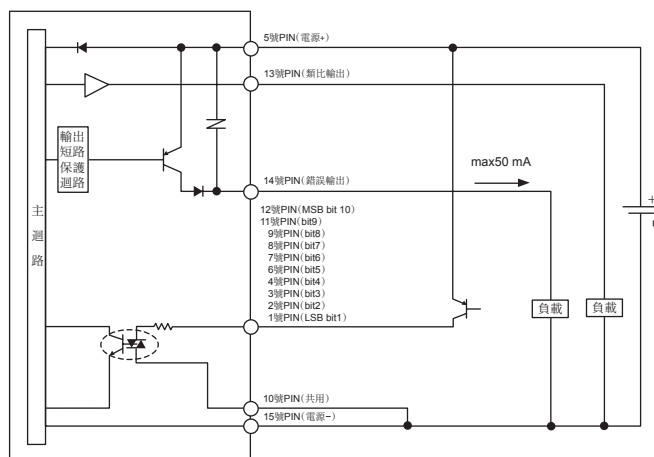 5號PIN(電源+)
13號PIN(類比輸出)
輸出
短路
保護
迴路
max50 mA
14號PIN(錯誤輸出)
主迴路
12號PIN(MSB bit 10)
11號PIN(bit9)
9號PIN(bit8)
8號PIN(bit7)
7號PIN(bit6)
6號PIN(bit5)
4號PIN(bit4)
3號PIN(bit3)
2號PIN(bit2)
1號PIN(LSB bit1)
+
負載
負載
10號PIN(共用)
15號PIN(電源−)